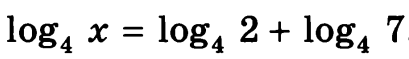 log₄ x = log₄ 2 + log₄ 7.